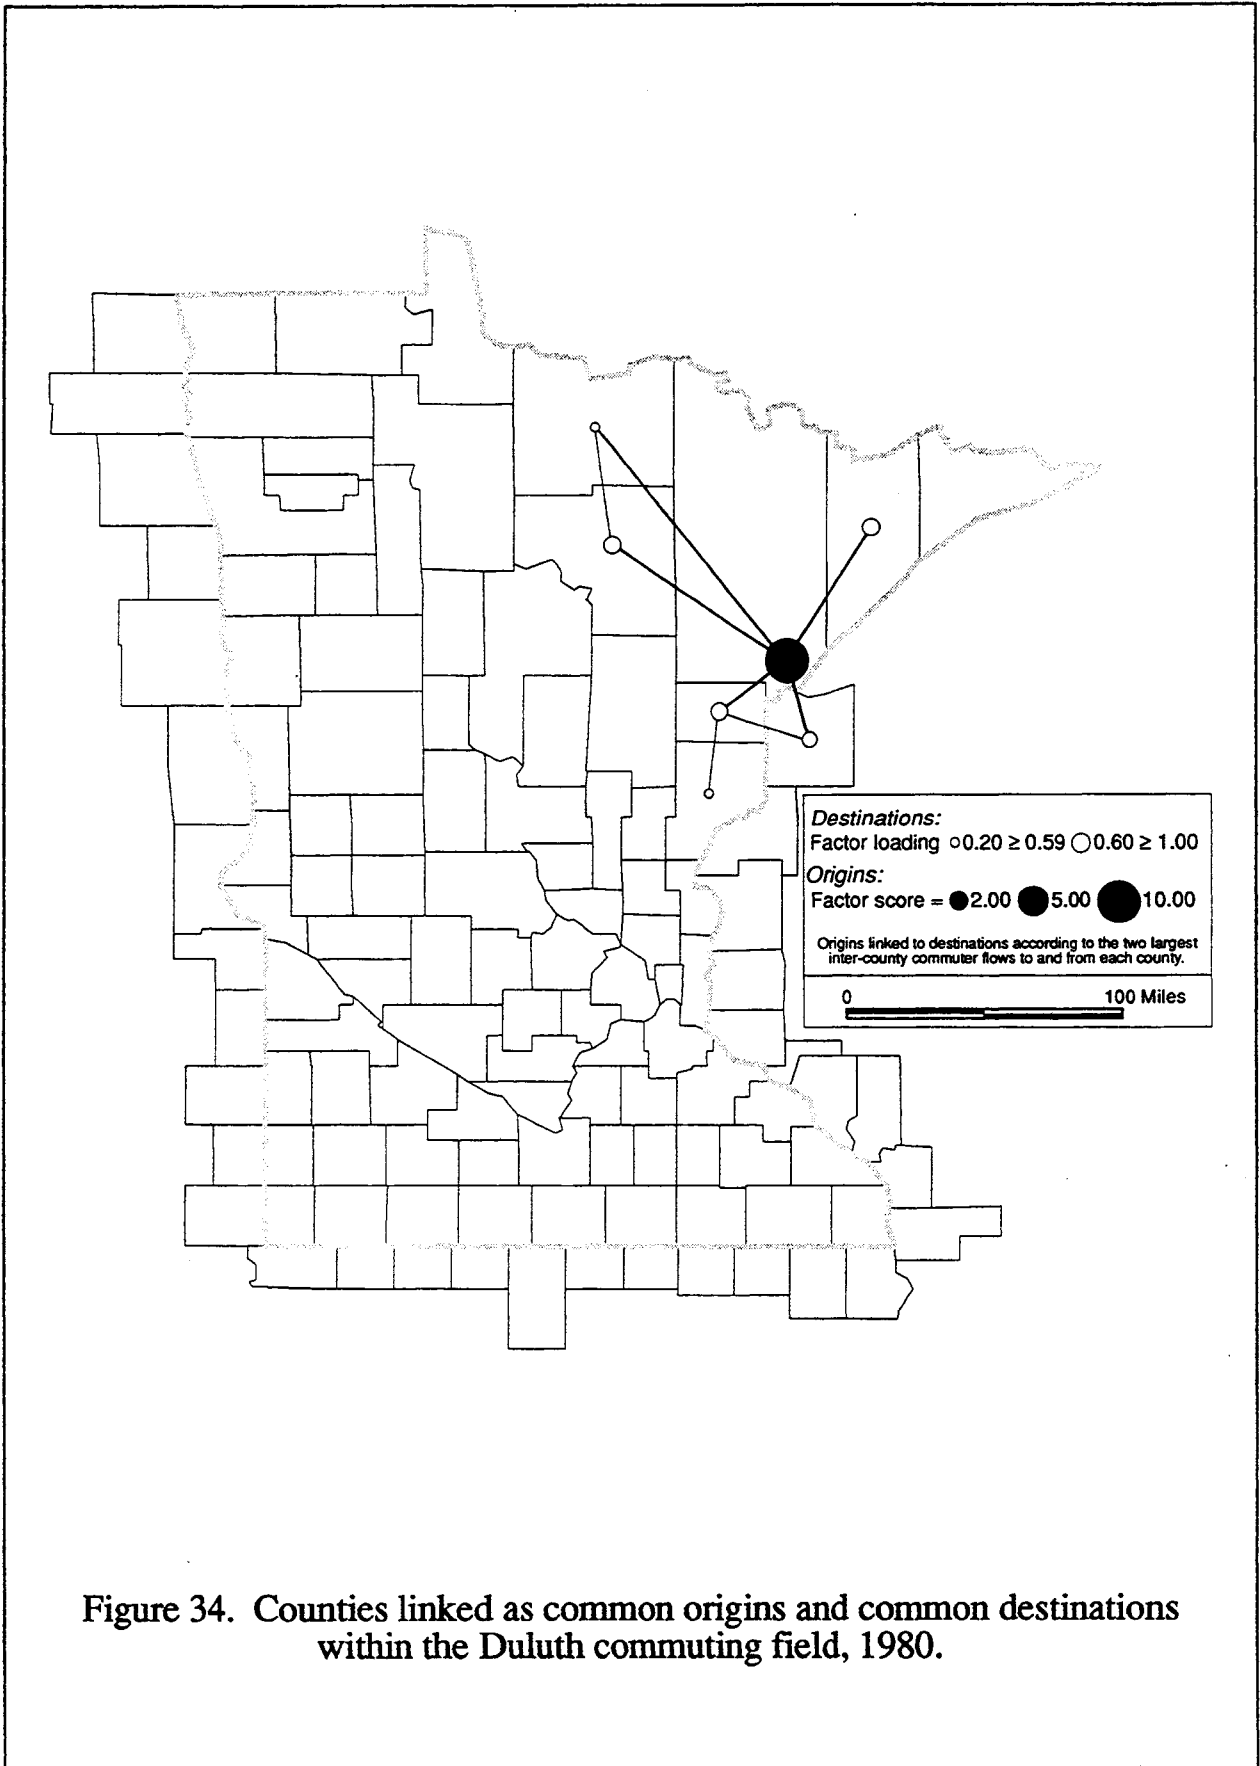 Destinations:
Factor loading ○0.20 ≥ 0.59 ○0.60 ≥ 1.00
Origins:
Factor score = ●2.00 ●5.00 ●10.00
Origins linked to destinations according to the two largest
inter-county commuter flows to and from each county.
0 100 Miles
Figure 34. Counties linked as common origins and common destinations
within the Duluth commuting field, 1980.